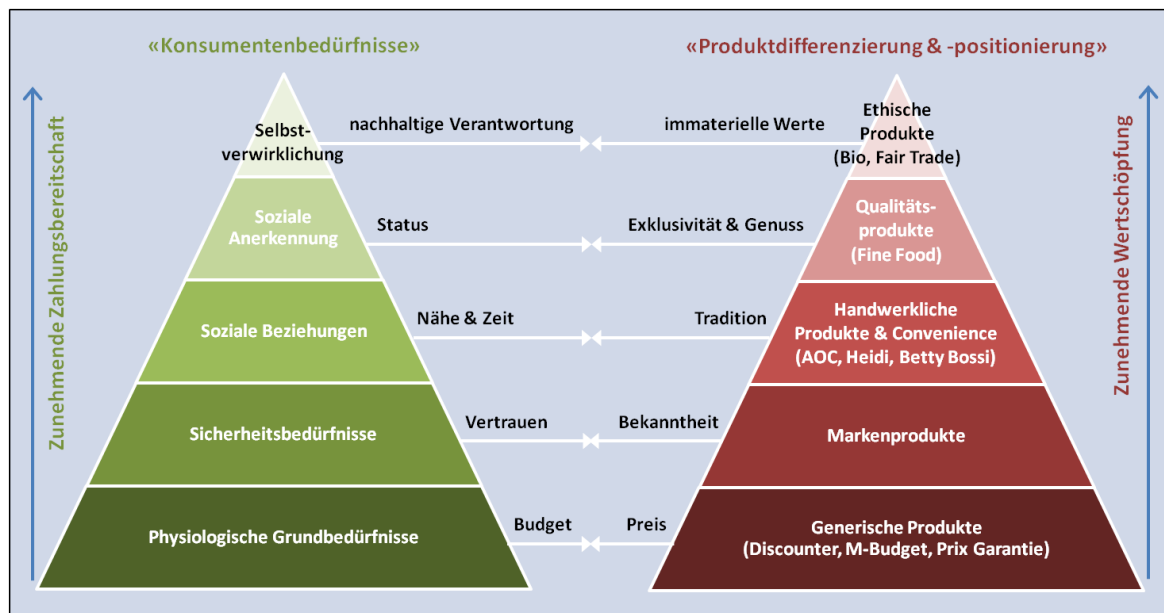 «Konsumentenbedürfnisse»
«Produktdifferenzierung & -positionierung»
Zunehmende Zahlungsbereitschaft
Zunehmende Wertschöpfung
Selbst-
verwirklichung
nachhaltige Verantwortung
immaterielle Werte
Ethische
Produkte
(Bio, Fair Trade)
Soziale
Anerkennung
Status
Exklusivität & Genuss
Qualitäts-
produkte
(Fine Food)
Soziale Beziehungen
Nähe & Zeit
Tradition
Handwerkliche
Produkte & Convenience
(AOC, Heidi, Betty Bossi)
Sicherheitsbedürfnisse
Vertrauen
Bekanntheit
Markenprodukte
Physiologische Grundbedürfnisse
Budget
Preis
Generische Produkte
(Discounter, M-Budget, Prix Garantie)